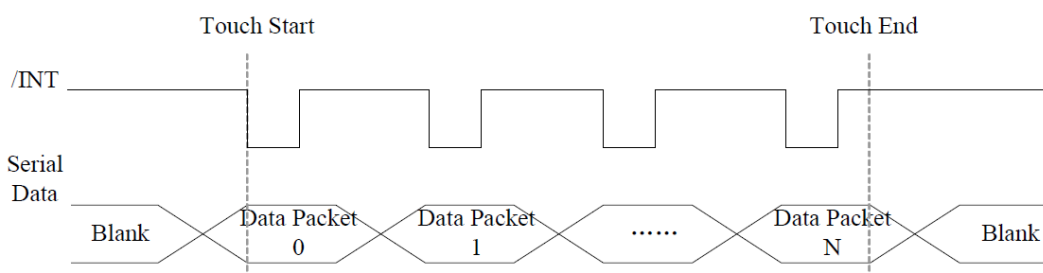 Touch Start
Touch End
/INT
Serial
Data
Blank
Data Packet
0
Data Packet
1
······
Data Packet
N
Blank